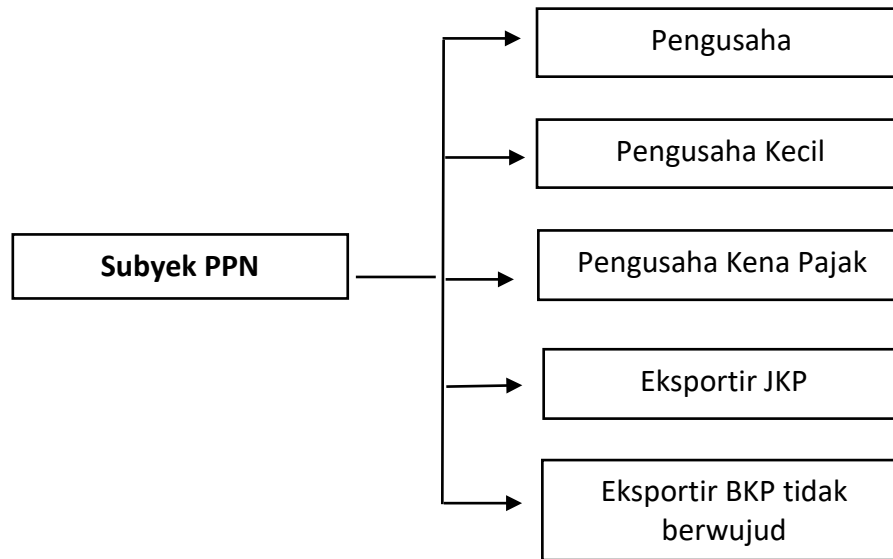 Pengusaha
Pengusaha Kecil
Subyek PPN
Pengusaha Kena Pajak
Eksportir JKP
Eksportir BKP tidak
berwujud